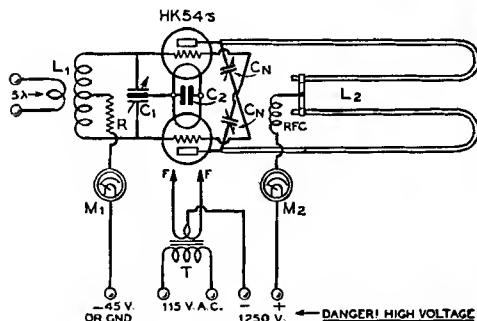 HK54's
L1
5λ
C1
C2
CN
CN
L2
R
RFC
F F
M1
M2
T
-45 V. 115 V. A.C. - +
OR GND 1250 V. ← DANGER! HIGH VOLTAGE